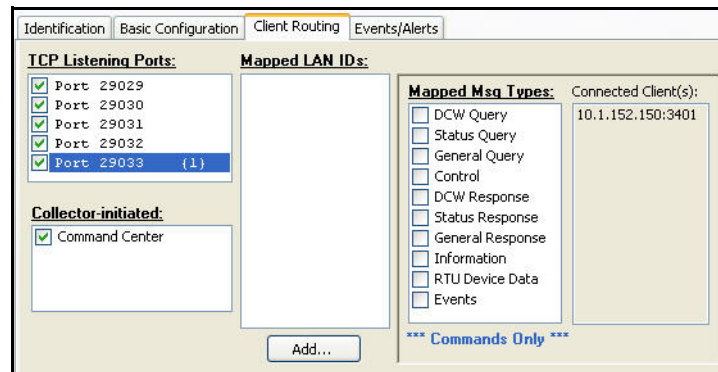 Identification Basic Configuration Client Routing Events/Alerts
TCP Listening Ports:
Port 29029
Port 29030
Port 29031
Port 29032
Port 29033 {1}
Collector-initiated:
Command Center
Mapped LAN IDs:
Add...
Mapped Msg Types:
DCW Query
Status Query
General Query
Control
DCW Response
Status Response
General Response
Information
RTU Device Data
Events
*** Commands Only ***
Connected Client(s):
10.1.152.150:3401